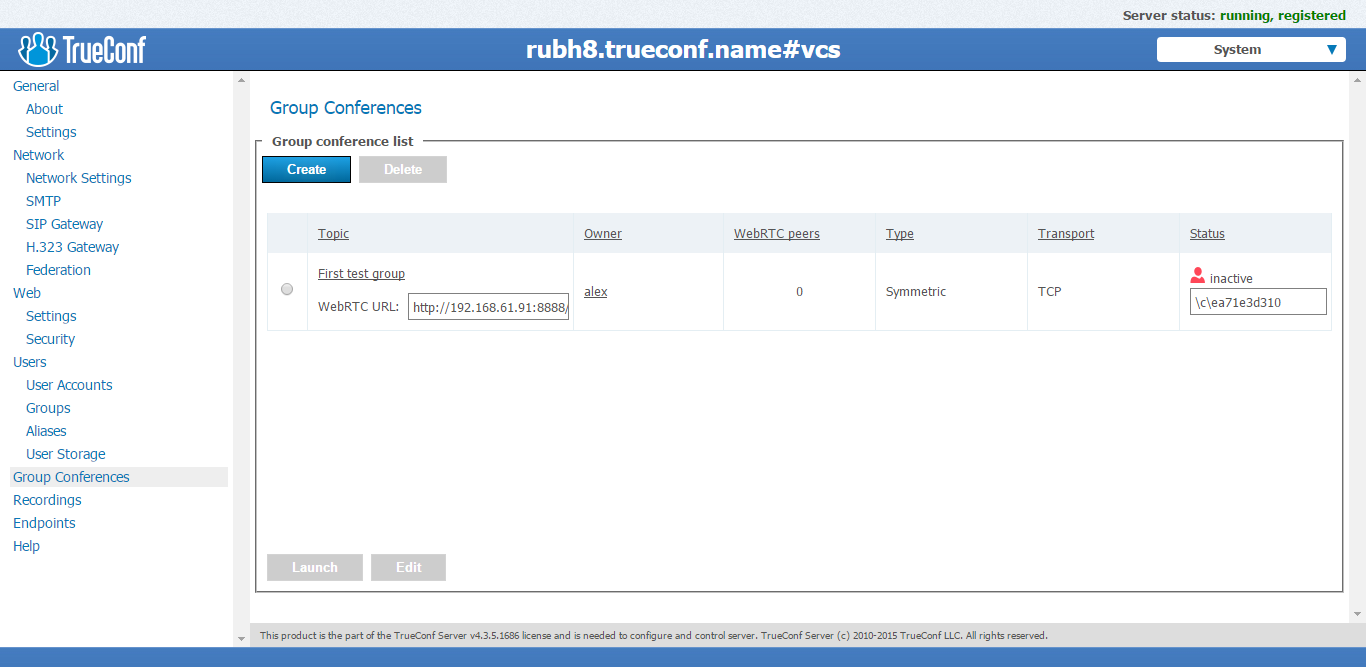 Server status: running, registered
TrueConf
rubh8.trueconf.name#vcs
System
General
About
Settings
Network
Network Settings
SMTP
SIP Gateway
H.323 Gateway
Federation
Web
Settings
Security
Users
User Accounts
Groups
Aliases
User Storage
Group Conferences
Recordings
Endpoints
Help
Group Conferences
Group conference list
Create Delete
Topic Owner WebRTC peers Type Transport Status
First test group
WebRTC URL: http://192.168.61.91:8888/
alex
0
Symmetric
TCP
inactive
\c\ea71e3d310
Launch Edit
This product is the part of the TrueConf Server v4.3.5.1686 license and is needed to configure and control server. TrueConf Server (c) 2010-2015 TrueConf LLC. All rights reserved.